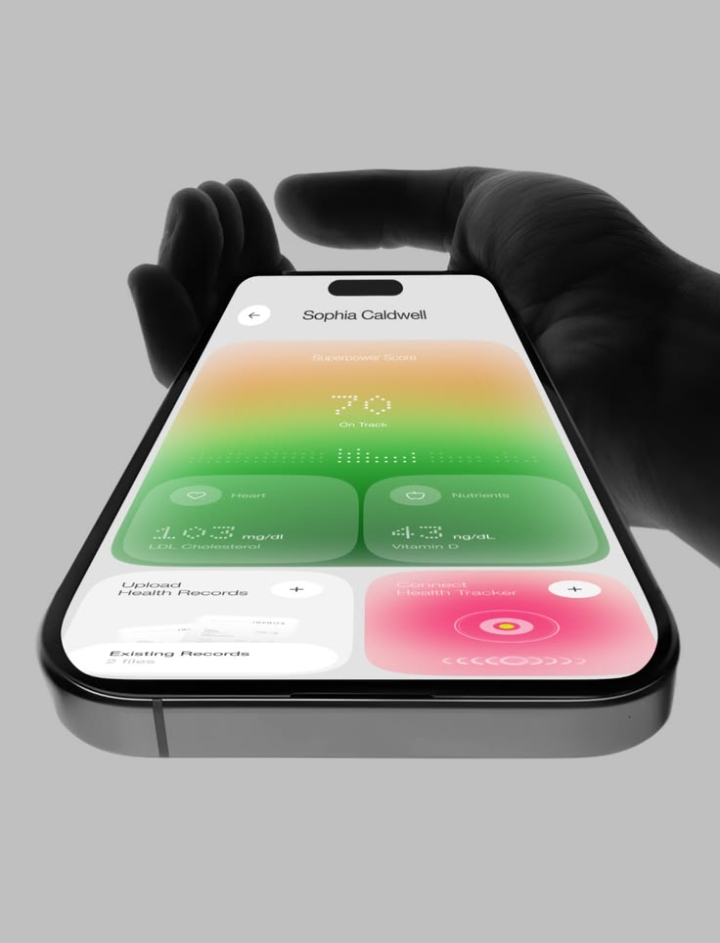 Sophia Caldwell
Superpower Score
70
On Track
Heart
Nutrients
103 mg/dl
LDL Cholesterol
43 ng/dL
Vitamin D
Upload
Health Records
Connect
Health Tracker
Existing Records
2 files